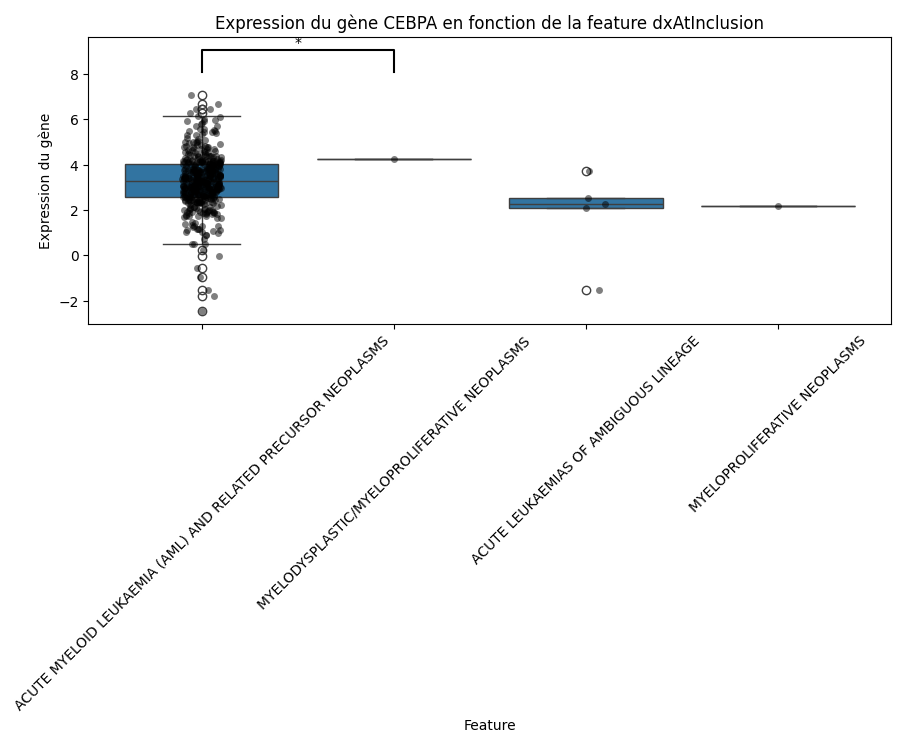 Expression du gène CEBPA en fonction de la feature dxAtInclusion
*
Expression du gène
8
6
4
2
0
−2
ACUTE MYELOID LEUKAEMIA (AML) AND RELATED PRECURSOR NEOPLASMS
MYELODYSPLASTIC/MYELOPROLIFERATIVE NEOPLASMS
ACUTE LEUKAEMIAS OF AMBIGUOUS LINEAGE
MYELOPROLIFERATIVE NEOPLASMS
Feature